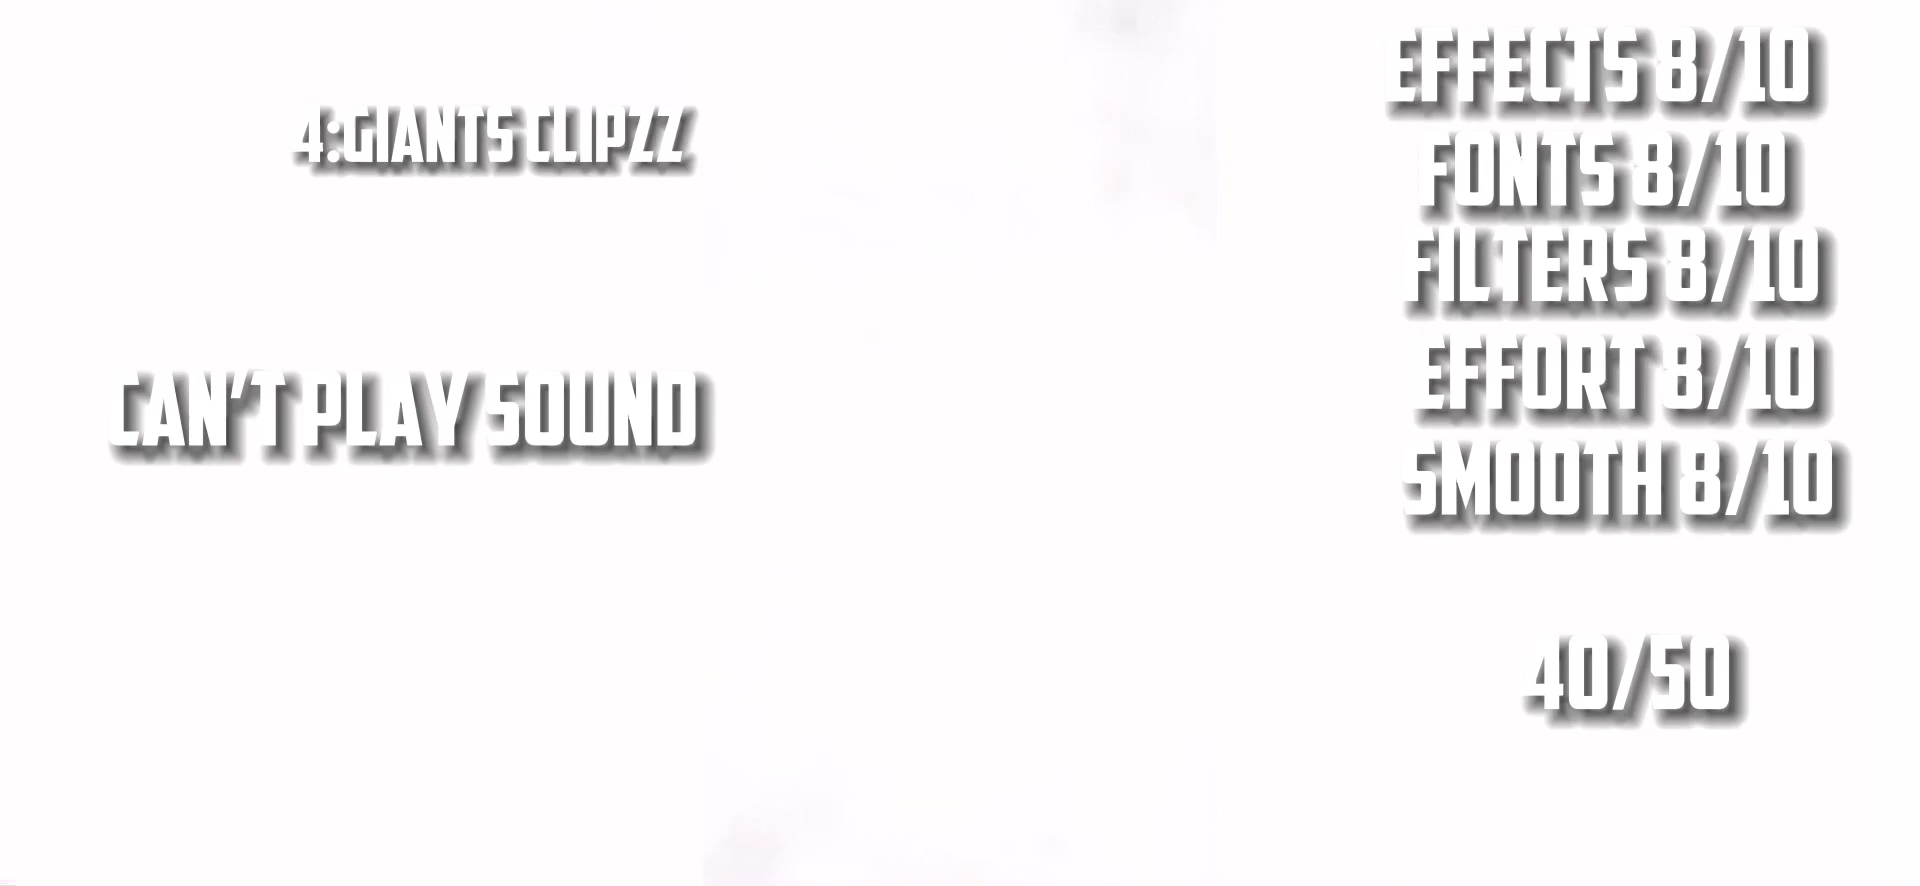 4:GIANTS CLIPZZ
CAN'T PLAY SOUND
EFFECTS 8/10
FONTS 8/10
FILTERS 8/10
EFFORT 8/10
SMOOTH 8/10
40/50